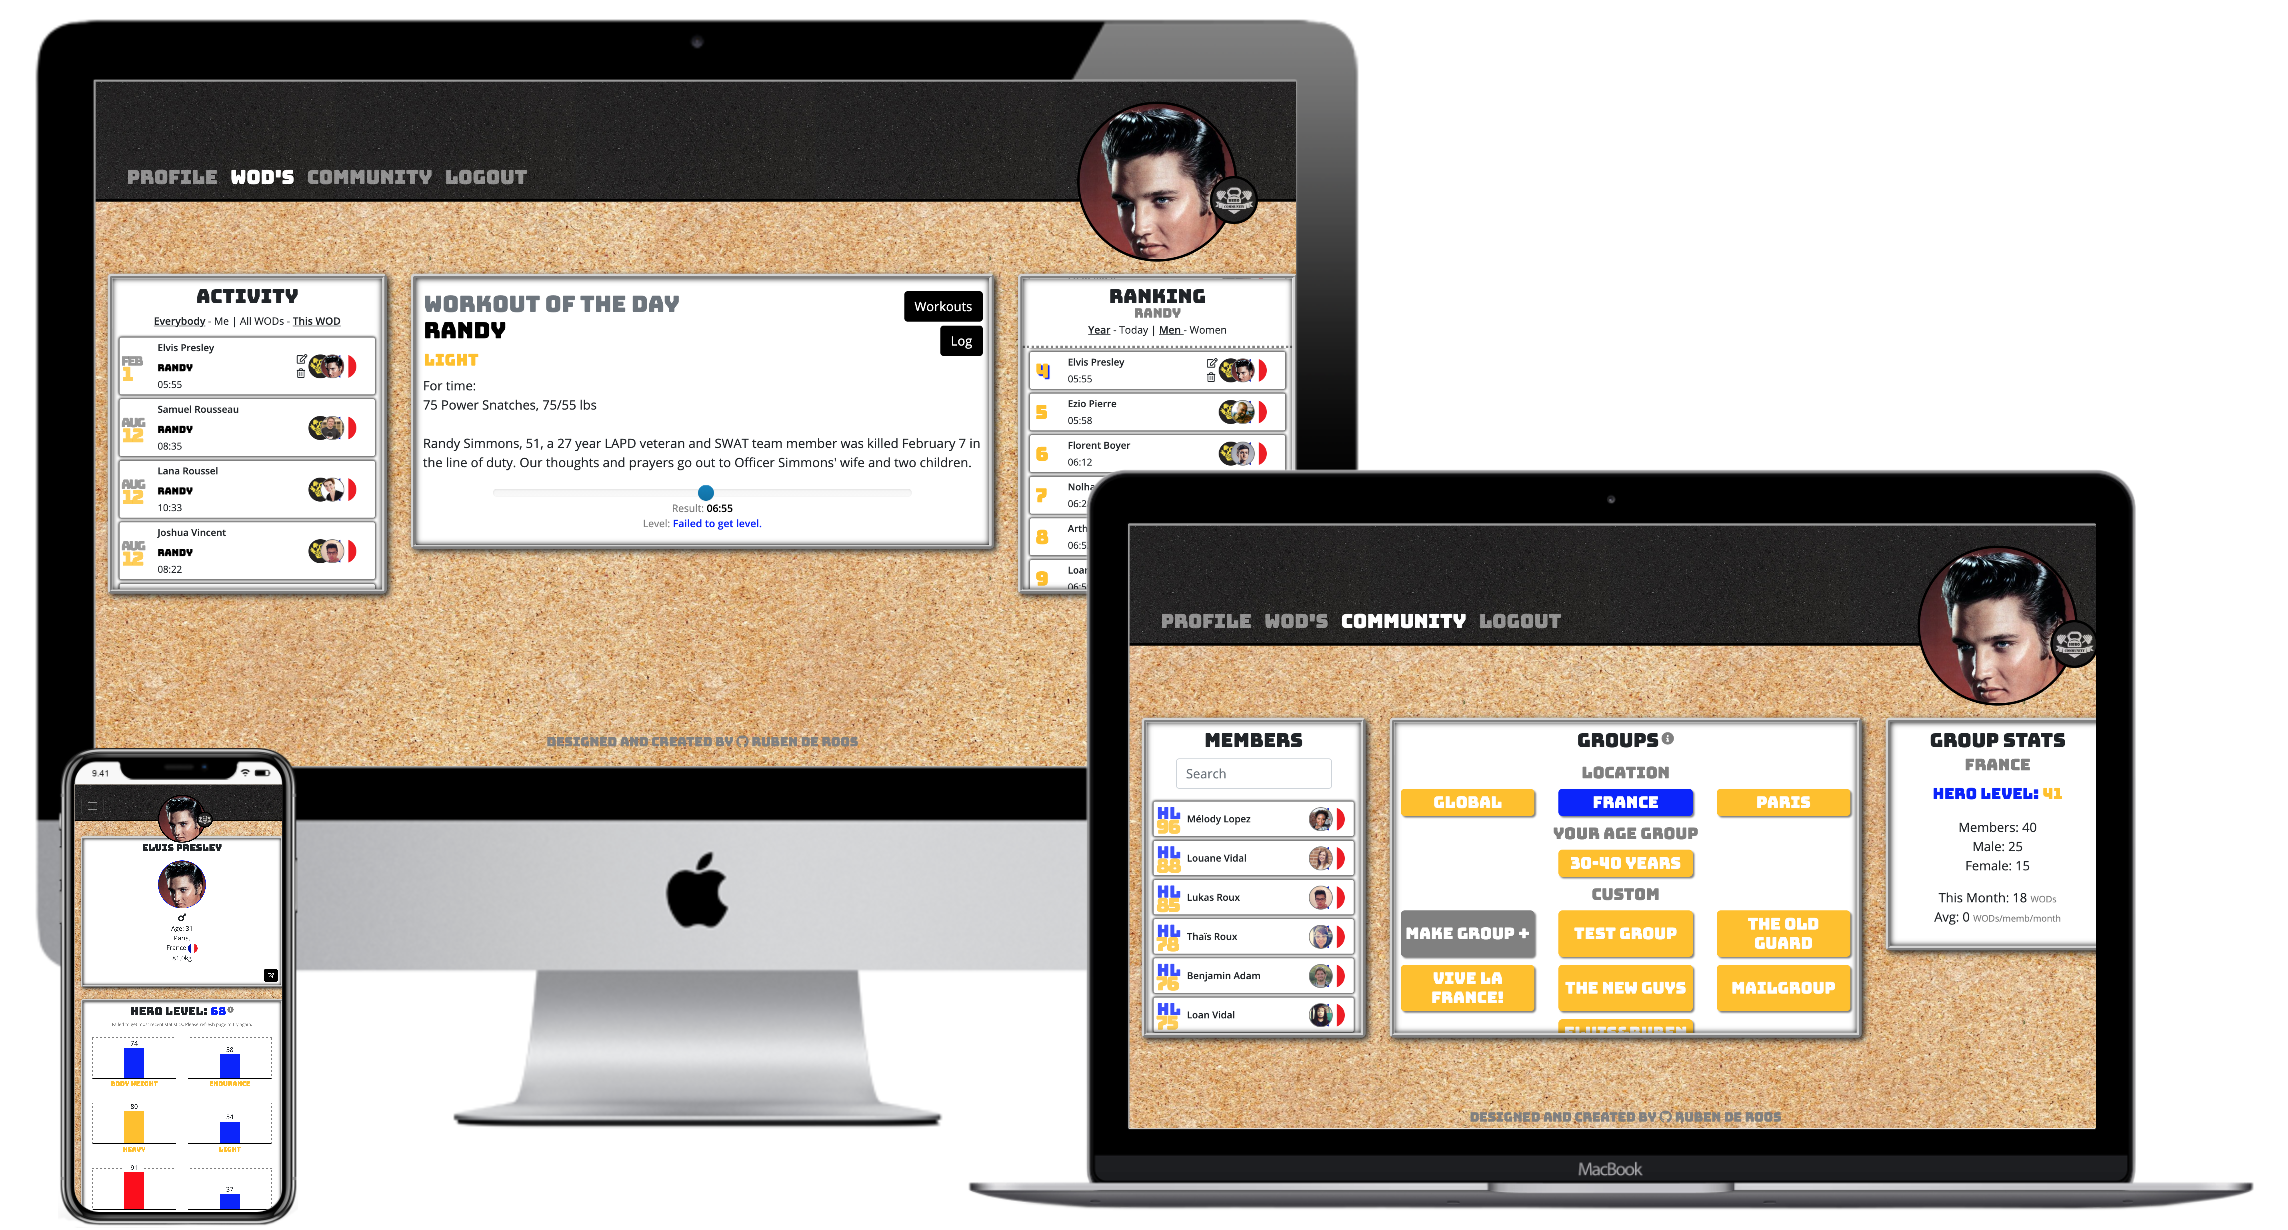 PROFILE WOD'S COMMUNITY LOGOUT
ACTIVITY
Everybody - Me | All WODs - This WOD
FEB 1
Elvis Presley
RANDY
05:55
AUG 12
Samuel Rousseau
RANDY
08:35
AUG 12
Lana Roussel
RANDY
10:33
AUG 12
Joshua Vincent
RANDY
08:22
WORKOUT OF THE DAY
RANDY
Workouts
Log
LIGHT
For time:
75 Power Snatches, 75/55 lbs
Randy Simmons, 51, a 27 year LAPD veteran and SWAT team member was killed February 7 in
the line of duty. Our thoughts and prayers go out to Officer Simmons' wife and two children.
Result: 06:55
Level: Failed to get level.
RANKING
RANDY
Year - Today | Men - Women
4
Elvis Presley
05:55
5
Ezio Pierre
05:58
6
Florent Boyer
06:12
7
Nolha
06:2
8
Arth
06:5
9
Loan
06:5
DESIGNED AND CREATED BY RUBEN DE ROOS
9.41
ELVIS PRESLEY
Age: 31
Paris,
France
HERO LEVEL: 68
74
BODY WEIGHT
58
ENDURANCE
80
HEAVY
54
LIGHT
91
37
PROFILE WOD'S COMMUNITY LOGOUT
COMMUNITY
MEMBERS
Search
HL 96
Mélody Lopez
HL 88
Louane Vidal
HL 85
Lukas Roux
HL 78
Thaïs Roux
HL 76
Benjamin Adam
HL 75
Loan Vidal
GROUPS
LOCATION
GLOBAL FRANCE PARIS
YOUR AGE GROUP
30-40 YEARS
CUSTOM
MAKE GROUP +
TEST GROUP
THE OLD
GUARD
VIVE LA
FRANCE!
THE NEW GUYS
MAILGROUP
GROUP STATS
FRANCE
HERO LEVEL: 41
Members: 40
Male: 25
Female: 15
This Month: 18 WODs
Avg: 0 WODs/memb/month
DESIGNED AND CREATED BY RUBEN DE ROOS
MacBook